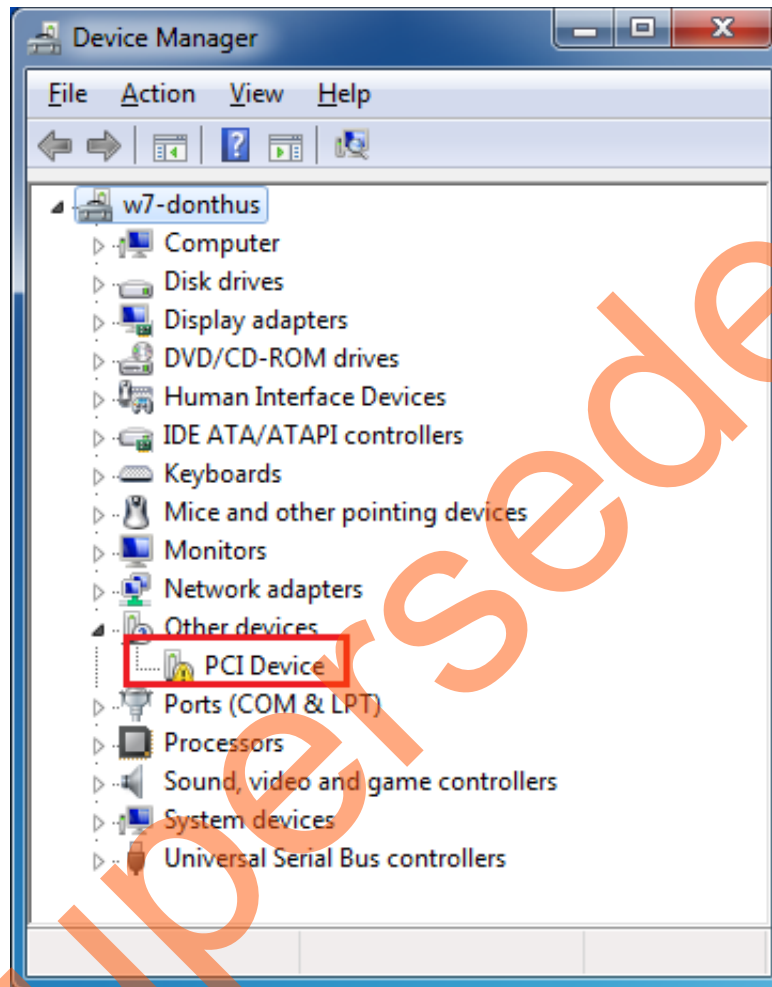 Device Manager
File Action View Help
w7-donthus
Computer
Disk drives
Display adapters
DVD/CD-ROM drives
Human Interface Devices
IDE ATA/ATAPI controllers
Keyboards
Mice and other pointing devices
Monitors
Network adapters
Other devices
PCI Device
Ports (COM & LPT)
Processors
Sound, video and game controllers
System devices
Universal Serial Bus controllers